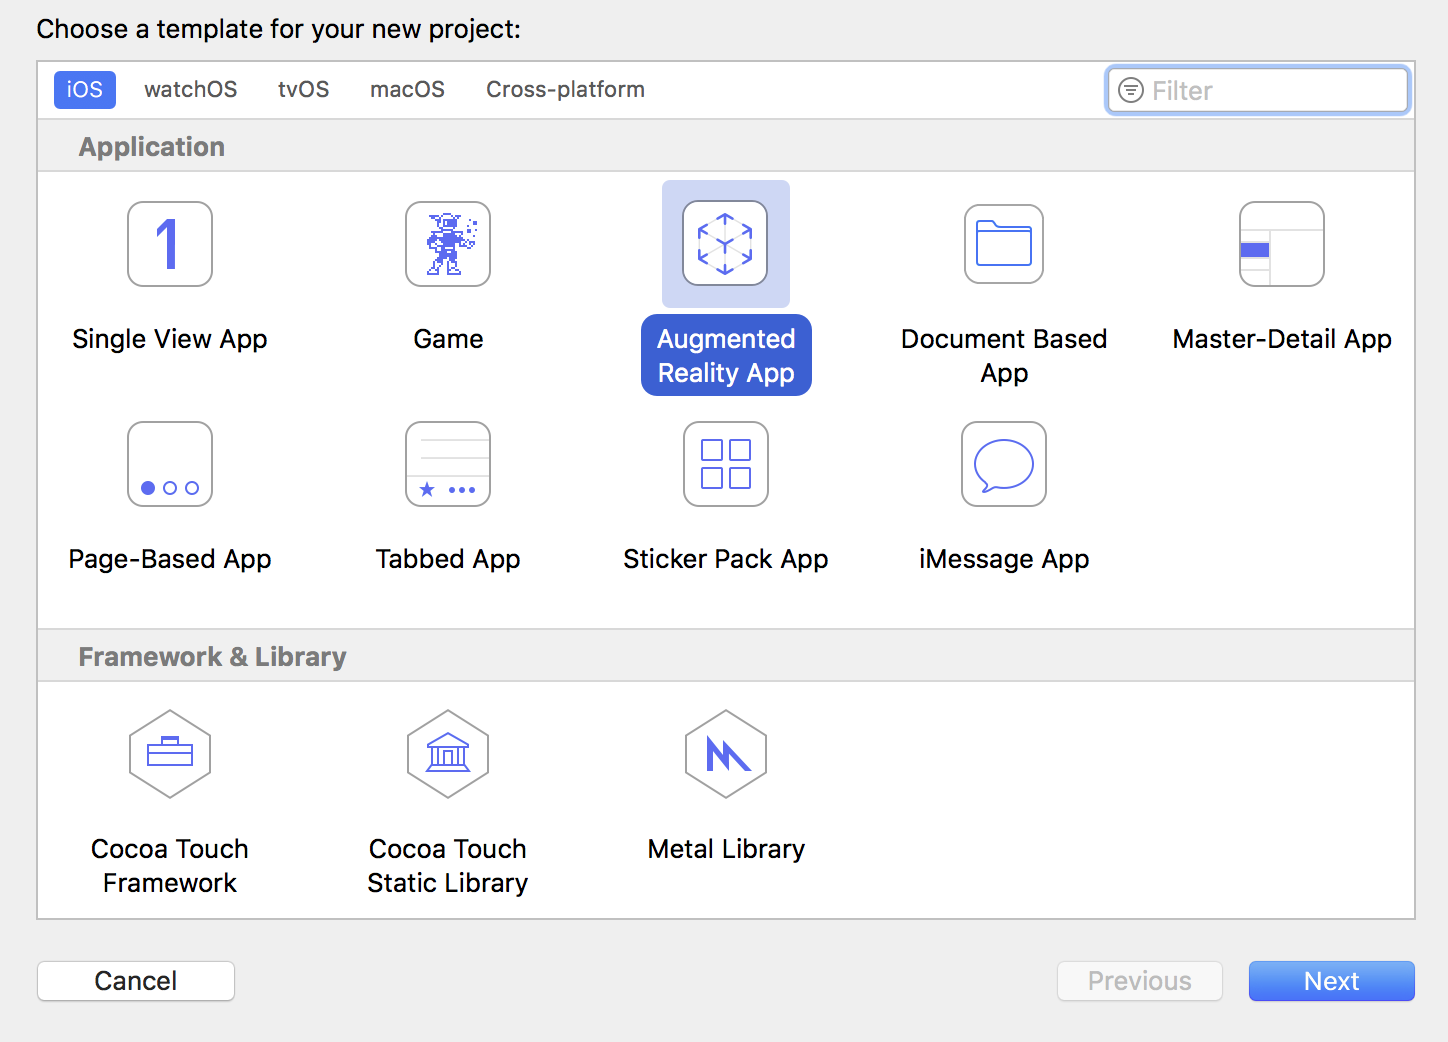 Choose a template for your new project:
iOS watchOS tvOS macOS Cross-platform Filter
Application
1
Single View App
Game
Augmented
Reality App
Document Based
App
Master-Detail App
Page-Based App
Tabbed App
Sticker Pack App
iMessage App
Framework & Library
Cocoa Touch
Framework
Cocoa Touch
Static Library
Metal Library
Cancel
Previous
Next